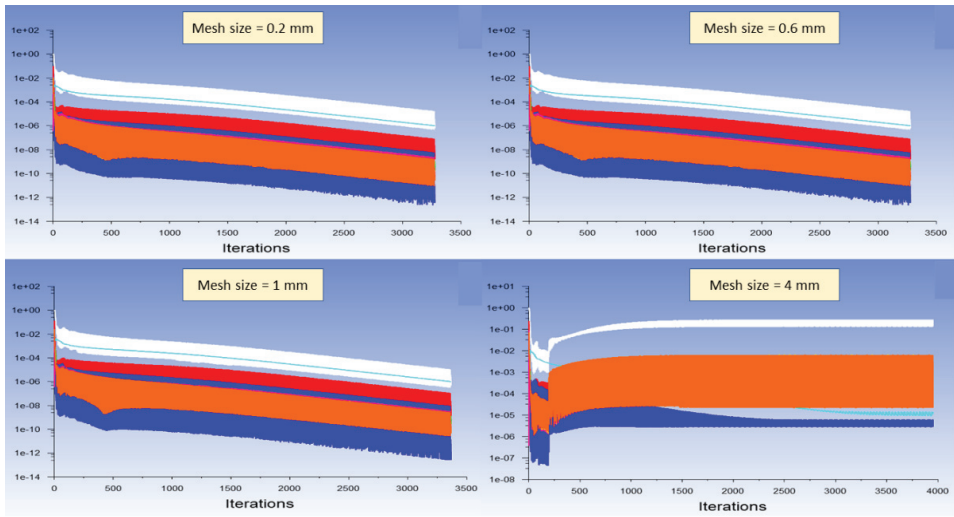 Mesh size = 0.2 mm
1e+02
1e+00
1e-02
1e-04
1e-06
1e-08
1e-10
1e-12
1e-14
0 500 1000 1500 2000 2500 3000 3500
Iterations
Mesh size = 0.6 mm
1e+02
1e+00
1e-02
1e-04
1e-06
1e-08
1e-10
1e-12
1e-14
0 500 1000 1500 2000 2500 3000 3500
Iterations
Mesh size = 1 mm
1e+02
1e+00
1e-02
1e-04
1e-06
1e-08
1e-10
1e-12
1e-14
0 500 1000 1500 2000 2500 3000 3500
Iterations
Mesh size = 4 mm
1e+01
1e+00
1e-01
1e-02
1e-03
1e-04
1e-05
1e-06
1e-07
1e-08
0 500 1000 1500 2000 2500 3000 3500 4000
Iterations